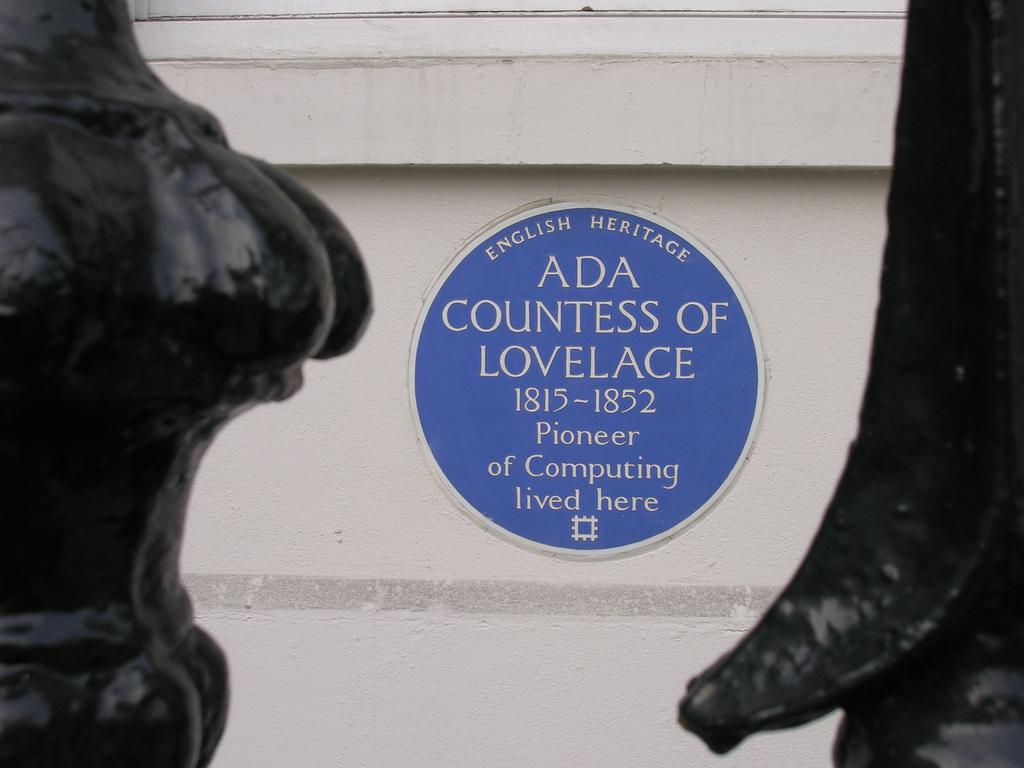 ENGLISH HERITAGE
ADA
COUNTESS OF
LOVELACE
1815~1852
Pioneer
of Computing
lived here